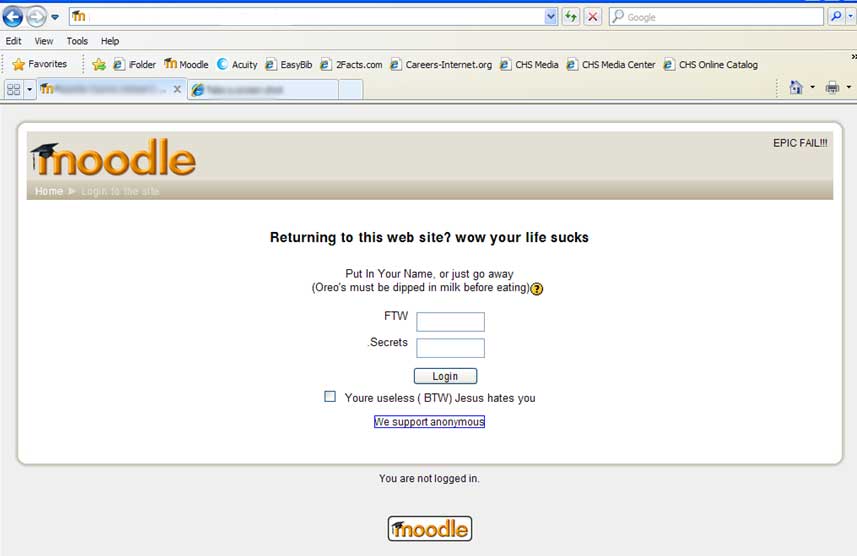 Google
Edit View Tools Help
Favorites iFolder Moodle Acuity EasyBib 2Facts.com Careers-Internet.org CHS Media CHS Media Center CHS Online Catalog
moodle
EPIC FAIL!!!
Home ► Login to the site
Returning to this web site? wow your life sucks
Put In Your Name, or just go away
(Oreo's must be dipped in milk before eating)?
FTW
.Secrets
Login
Youre useless ( BTW) Jesus hates you
We support anonymous
You are not logged in.
moodle